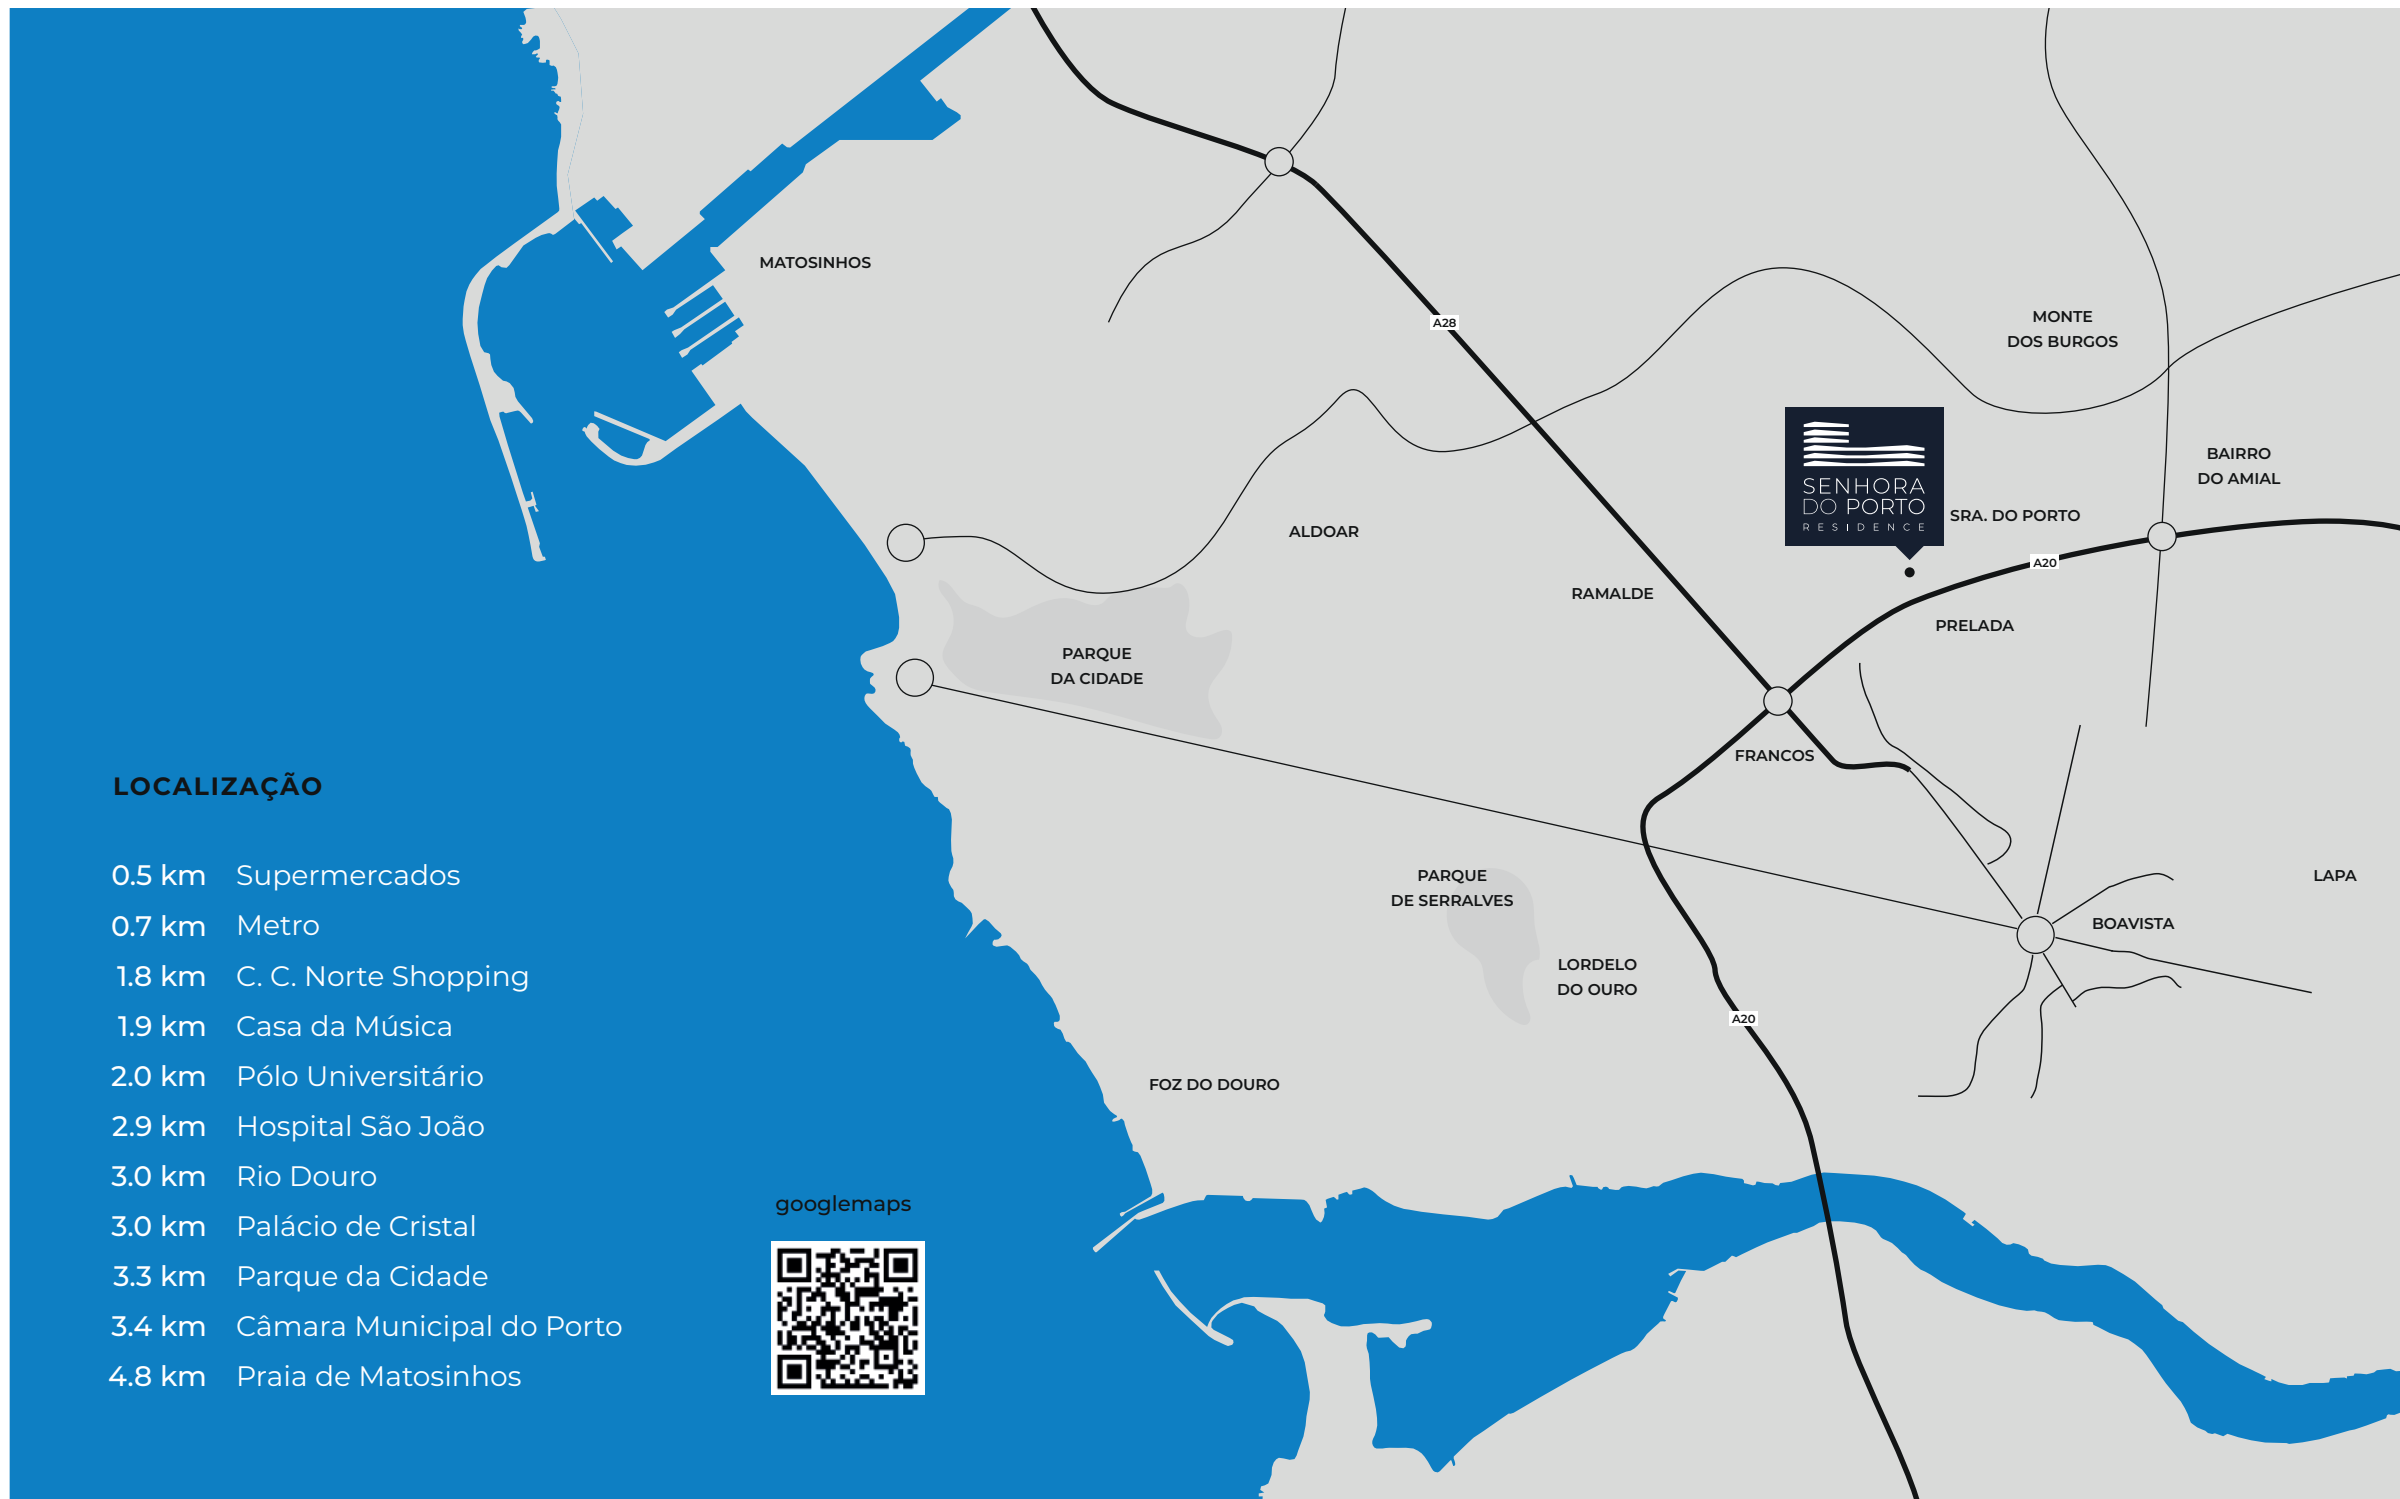 MATOSINHOS
A28
MONTE
DOS BURGOS
BAIRRO
DO AMIAL
SENHORA
DO PORTO
RESIDENCE
SRA. DO PORTO
ALDOAR
A20
RAMALDE
PRELADA
PARQUE
DA CIDADE
FRANCOS
PARQUE
DE SERRALVES
LAPA
BOAVISTA
LORDELO
DO OURO
A20
FOZ DO DOURO
LOCALIZAÇÃO
0.5 km Supermercados
0.7 km Metro
1.8 km C. C. Norte Shopping
1.9 km Casa da Música
2.0 km Pólo Universitário
2.9 km Hospital São João
3.0 km Rio Douro
3.0 km Palácio de Cristal
3.3 km Parque da Cidade
3.4 km Câmara Municipal do Porto
4.8 km Praia de Matosinhos
googlemaps